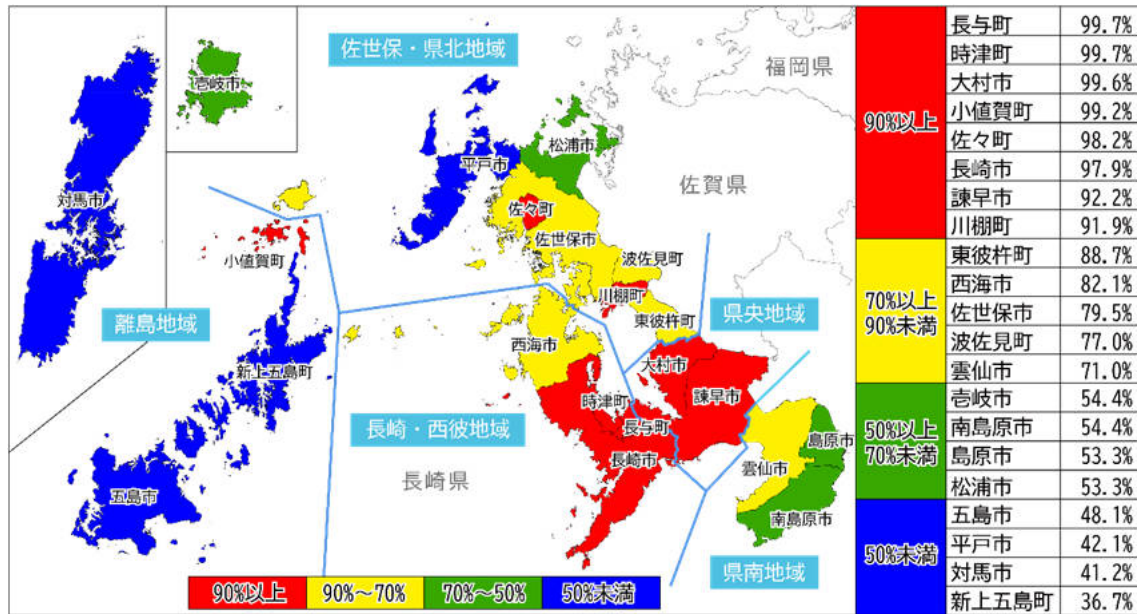 佐世保・県北地域
福岡県
壱岐市
松浦市
平戸市
佐賀県
対馬市
佐々町
佐世保市
小値賀町
波佐見町
川棚町
離島地域
県央地域
東彼杵町
西海市
大村市
新上五島町
時津町
諫早市
長与町
長崎・西彼地域
島原市
長崎市
雲仙市
長崎県
五島市
南島原市
県南地域
90%以上 90%～70% 70%～50% 50%未満
90%以上
長与町 99.7%
時津町 99.7%
大村市 99.6%
小値賀町 99.2%
佐々町 98.2%
長崎市 97.9%
諫早市 92.2%
川棚町 91.9%
70%以上
90%未満
東彼杵町 88.7%
西海市 82.1%
佐世保市 79.5%
波佐見町 77.0%
雲仙市 71.0%
50%以上
70%未満
壱岐市 54.4%
南島原市 54.4%
島原市 53.3%
松浦市 53.3%
50%未満
五島市 48.1%
平戸市 42.1%
対馬市 41.2%
新上五島町 36.7%